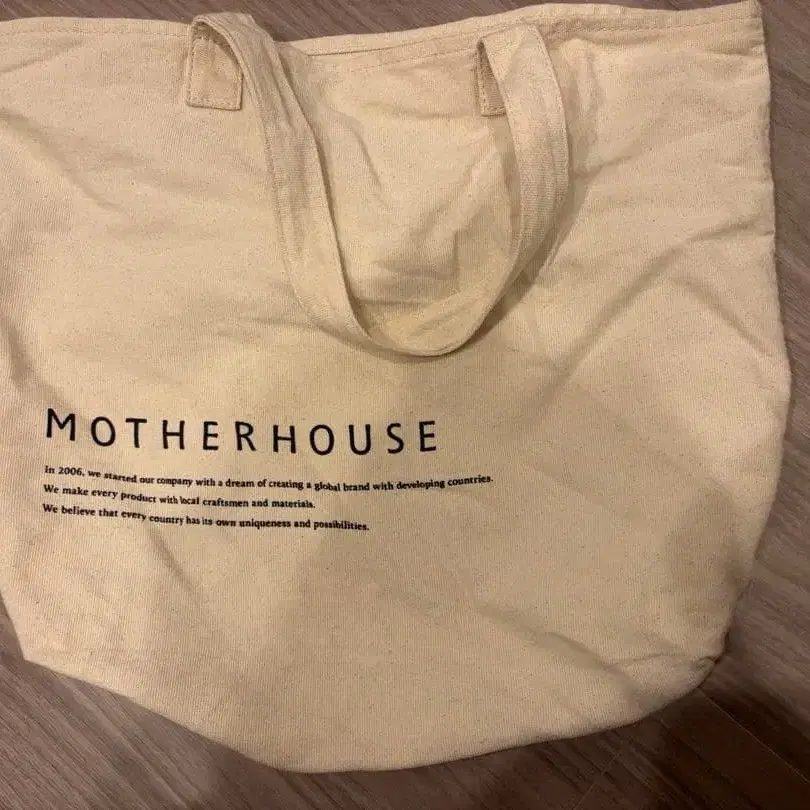 MOTHERHOUSE
In 2006, we started our company with a dream of creating a global brand with developing countries.
We make every product with local craftsmen and materials.
We believe that every country has its own uniqueness and possibilities.